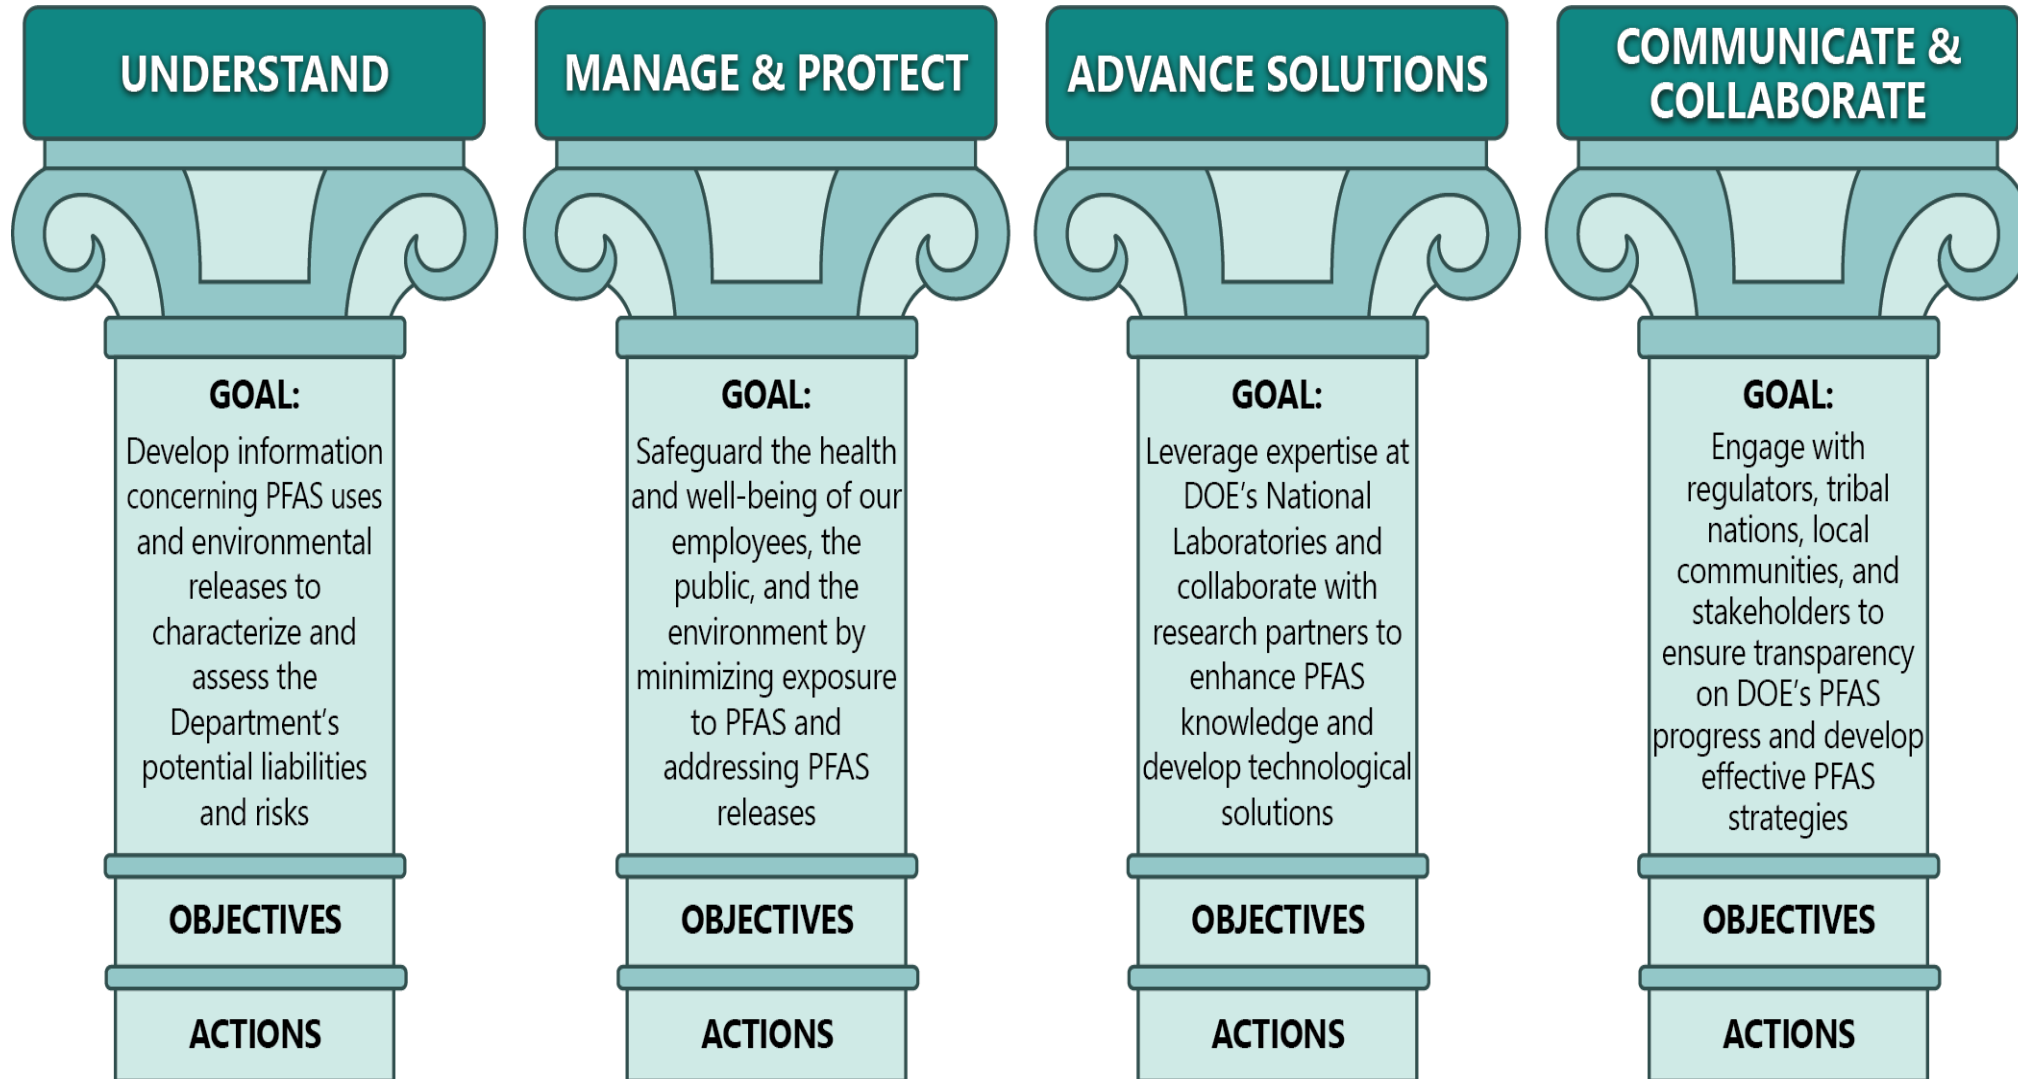 UNDERSTAND
GOAL:
Develop information
concerning PFAS uses
and environmental
releases to
characterize and
assess the
Department's
potential liabilities
and risks
OBJECTIVES
ACTIONS
MANAGE & PROTECT
GOAL:
Safeguard the health
and well-being of our
employees, the
public, and the
environment by
minimizing exposure
to PFAS and
addressing PFAS
releases
OBJECTIVES
ACTIONS
ADVANCE SOLUTIONS
GOAL:
Leverage expertise at
DOE's National
Laboratories and
collaborate with
research partners to
enhance PFAS
knowledge and
develop technological
solutions
OBJECTIVES
ACTIONS
COMMUNICATE &
COLLABORATE
GOAL:
Engage with
regulators, tribal
nations, local
communities, and
stakeholders to
ensure transparency
on DOE's PFAS
progress and develop
effective PFAS
strategies
OBJECTIVES
ACTIONS